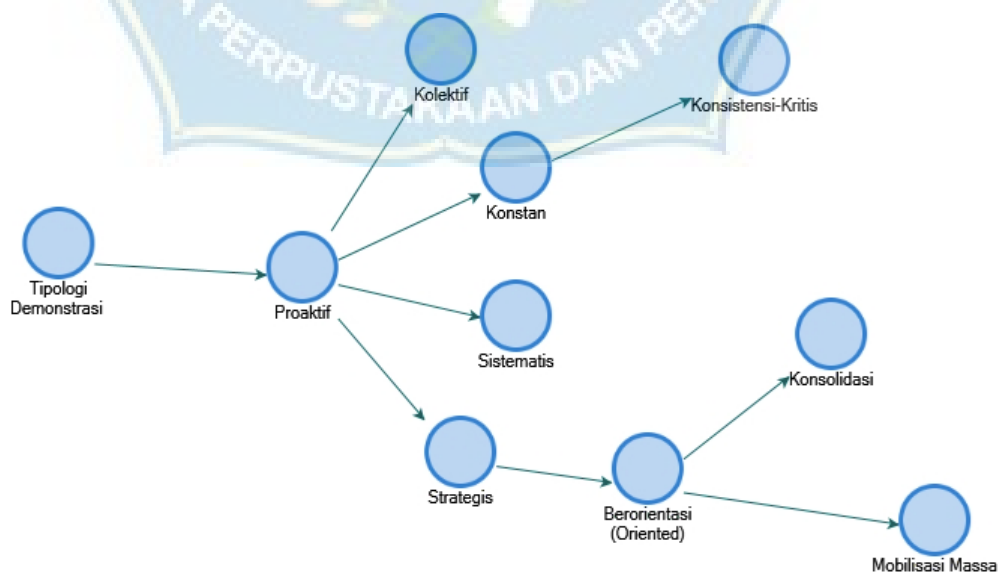 A PERPUSTAKAAN DAN PE
Kolektif
Konsistensi-Kritis
Konstan
Tipologi
Demonstrasi
Proaktif
Sistematis
Konsolidasi
Strategis
Berorientasi
(Oriented)
Mobilisasi Massa